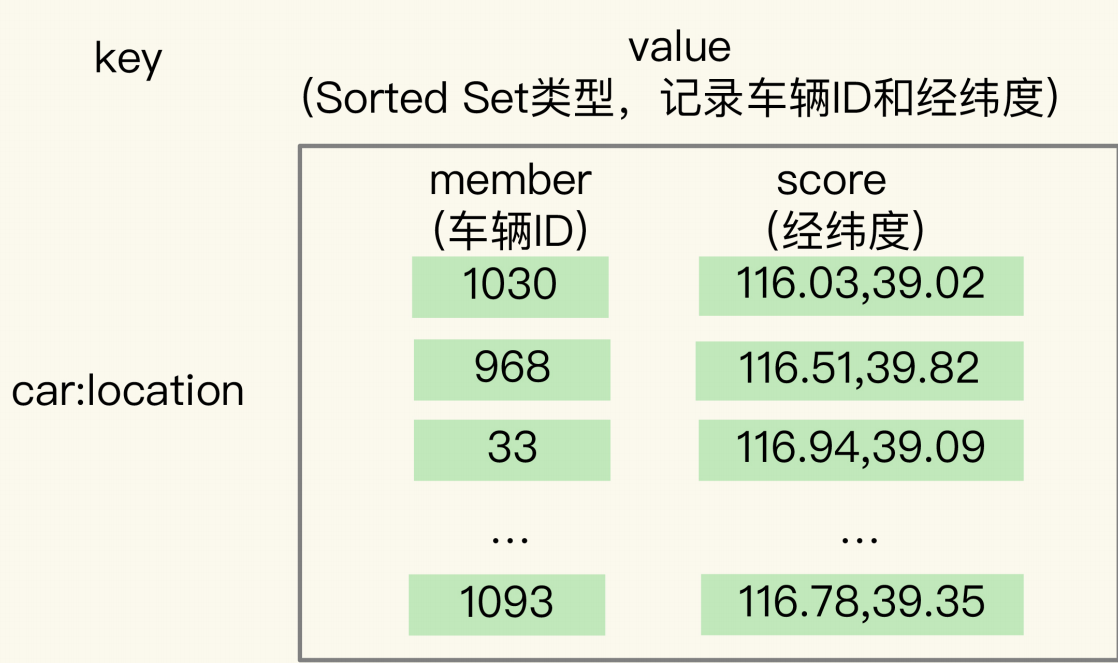 key
value
(Sorted Set类型，记录车辆ID和经纬度)
member
(车辆ID)
score
(经纬度)
1030
116.03,39.02
968
116.51,39.82
car:location
33
116.94,39.09
...
...
1093
116.78,39.35